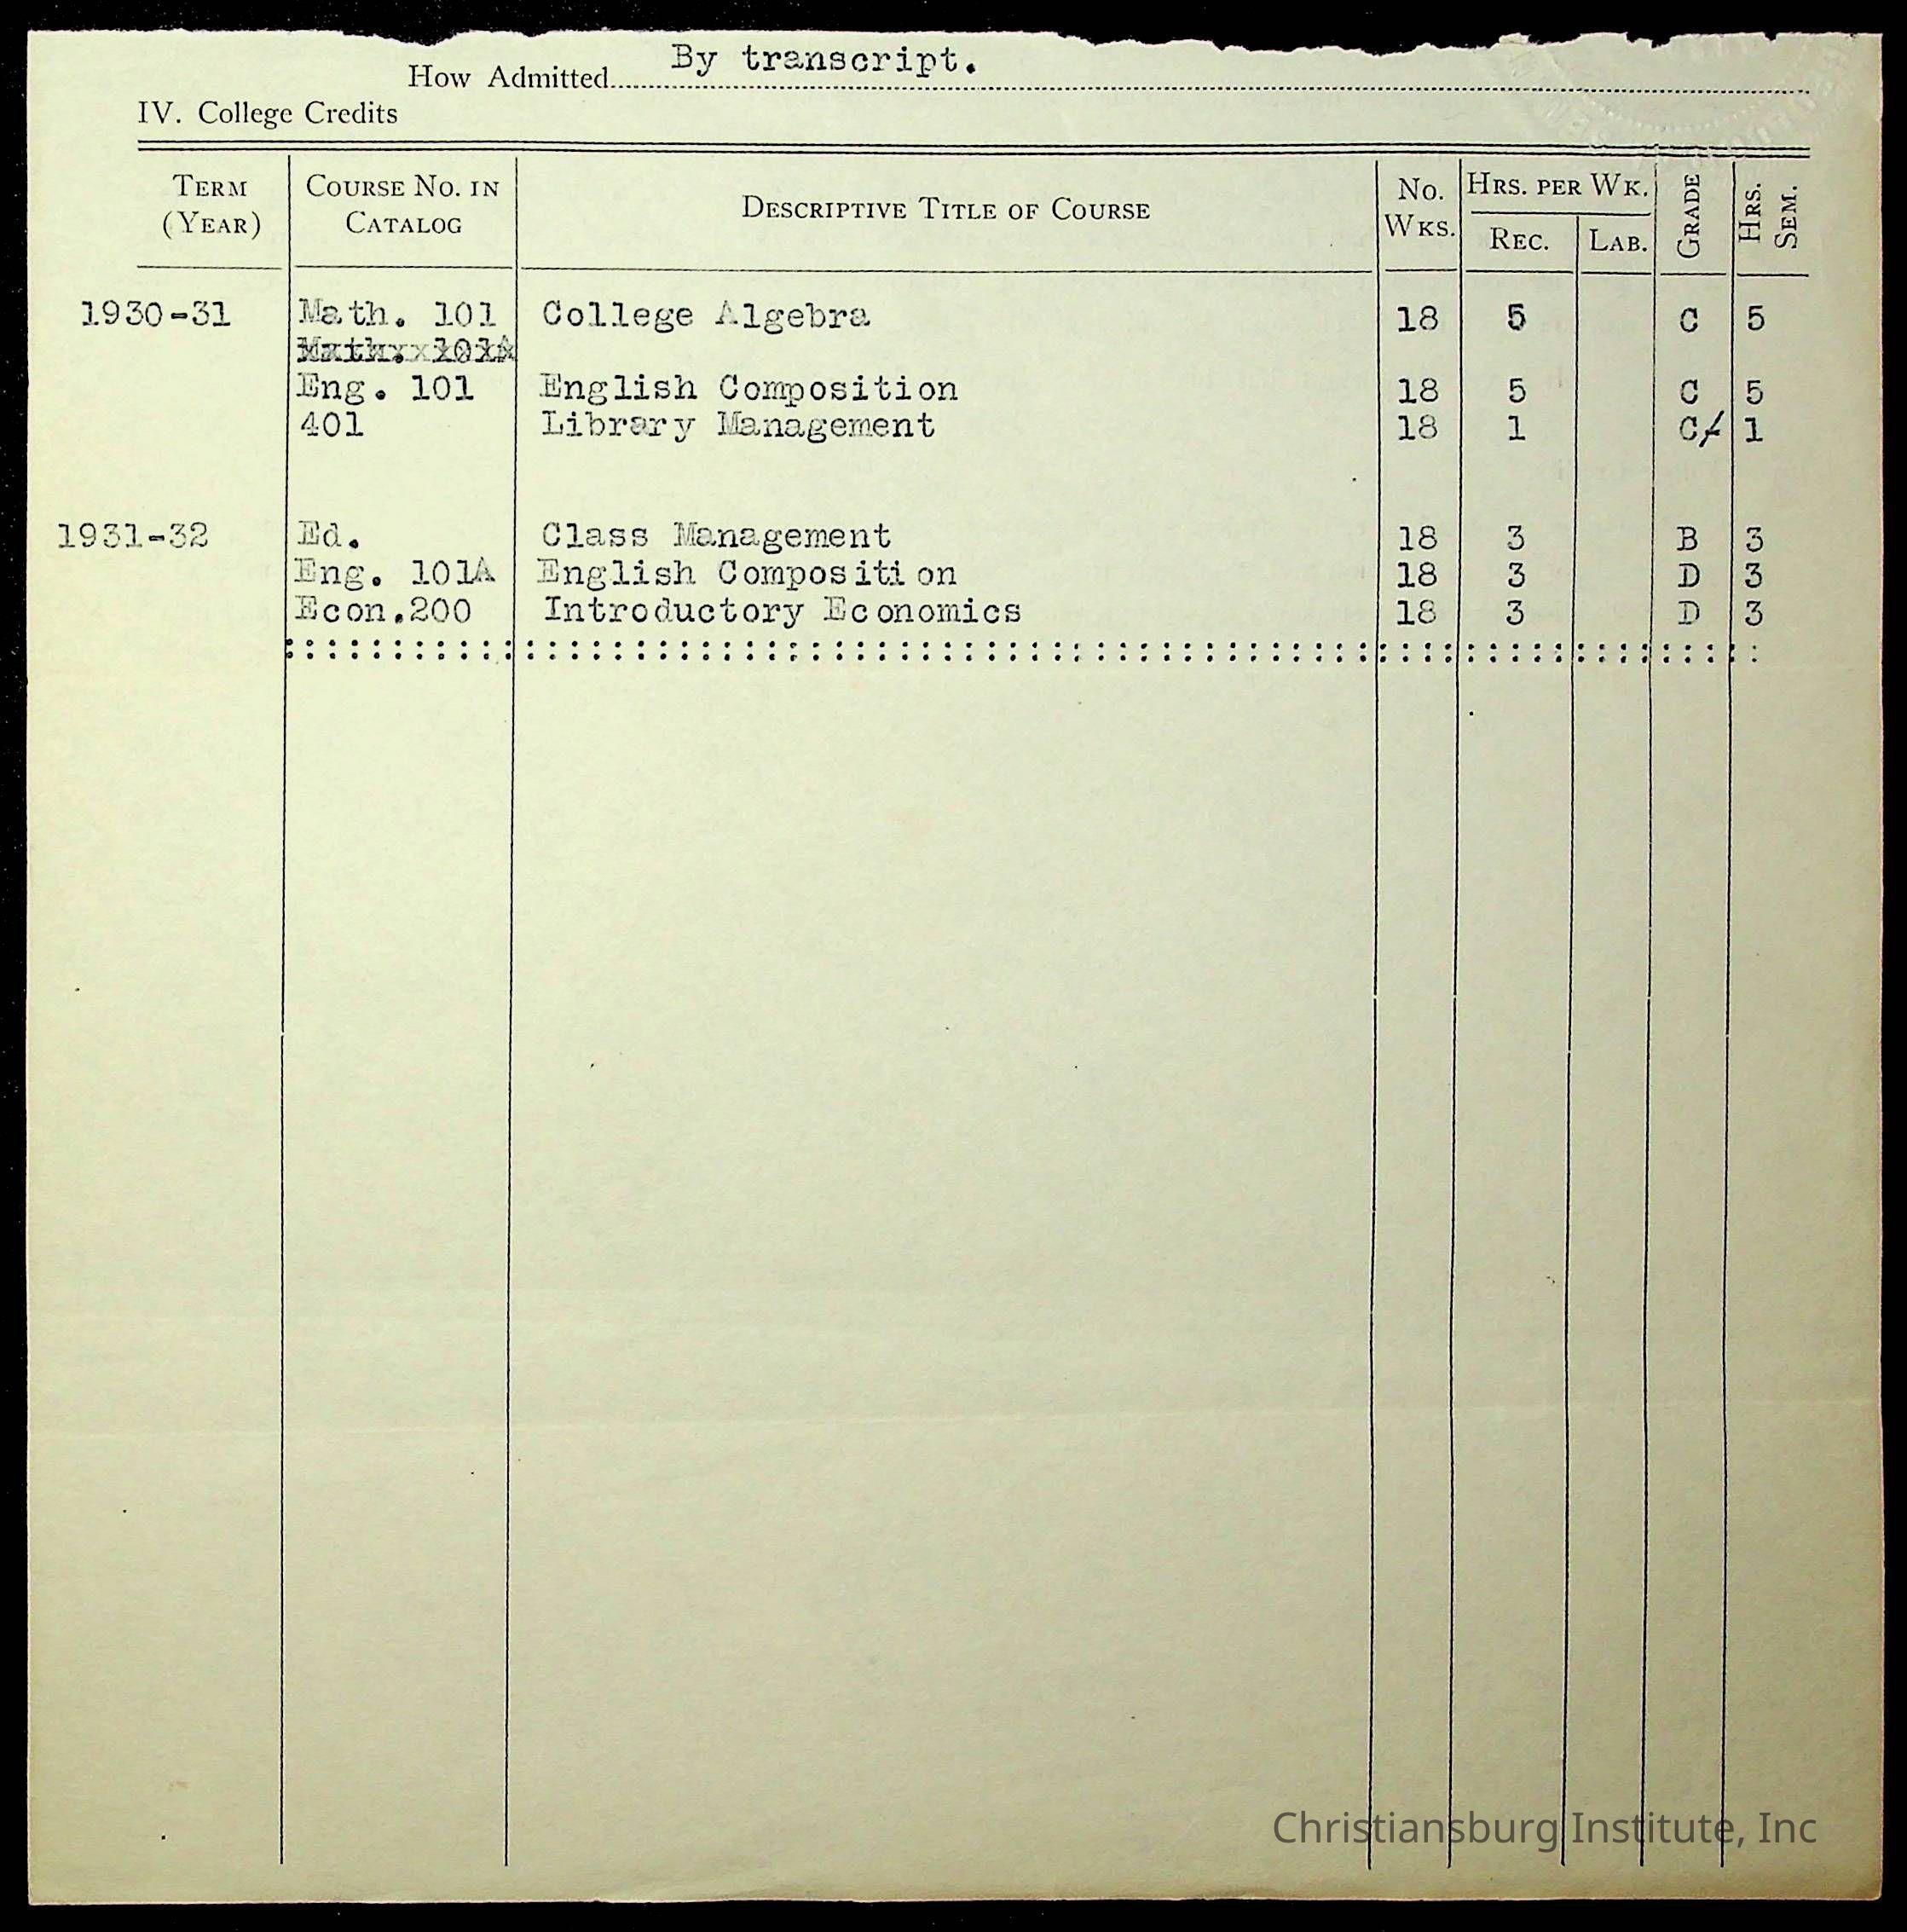 How Admitted By transcript.
IV. College Credits
TERM (YEAR) COURSE NO. IN CATALOG DESCRIPTIVE TITLE OF COURSE NO. WKS. HRS. PER WK. REC. LAB. GRADE HRS. SEM.
1930-31 Math. 101 College Algebra 18 5 C 5
Math. 101A
Eng. 101 English Composition 18 5 C 5
401 Library Management 18 1 C/ 1
1931-32 Ed. Class Management 18 3 B 3
Eng. 101A English Composition 18 3 D 3
Econ.200 Introductory Economics 18 3 D 3
Christiansburg Institute, Inc